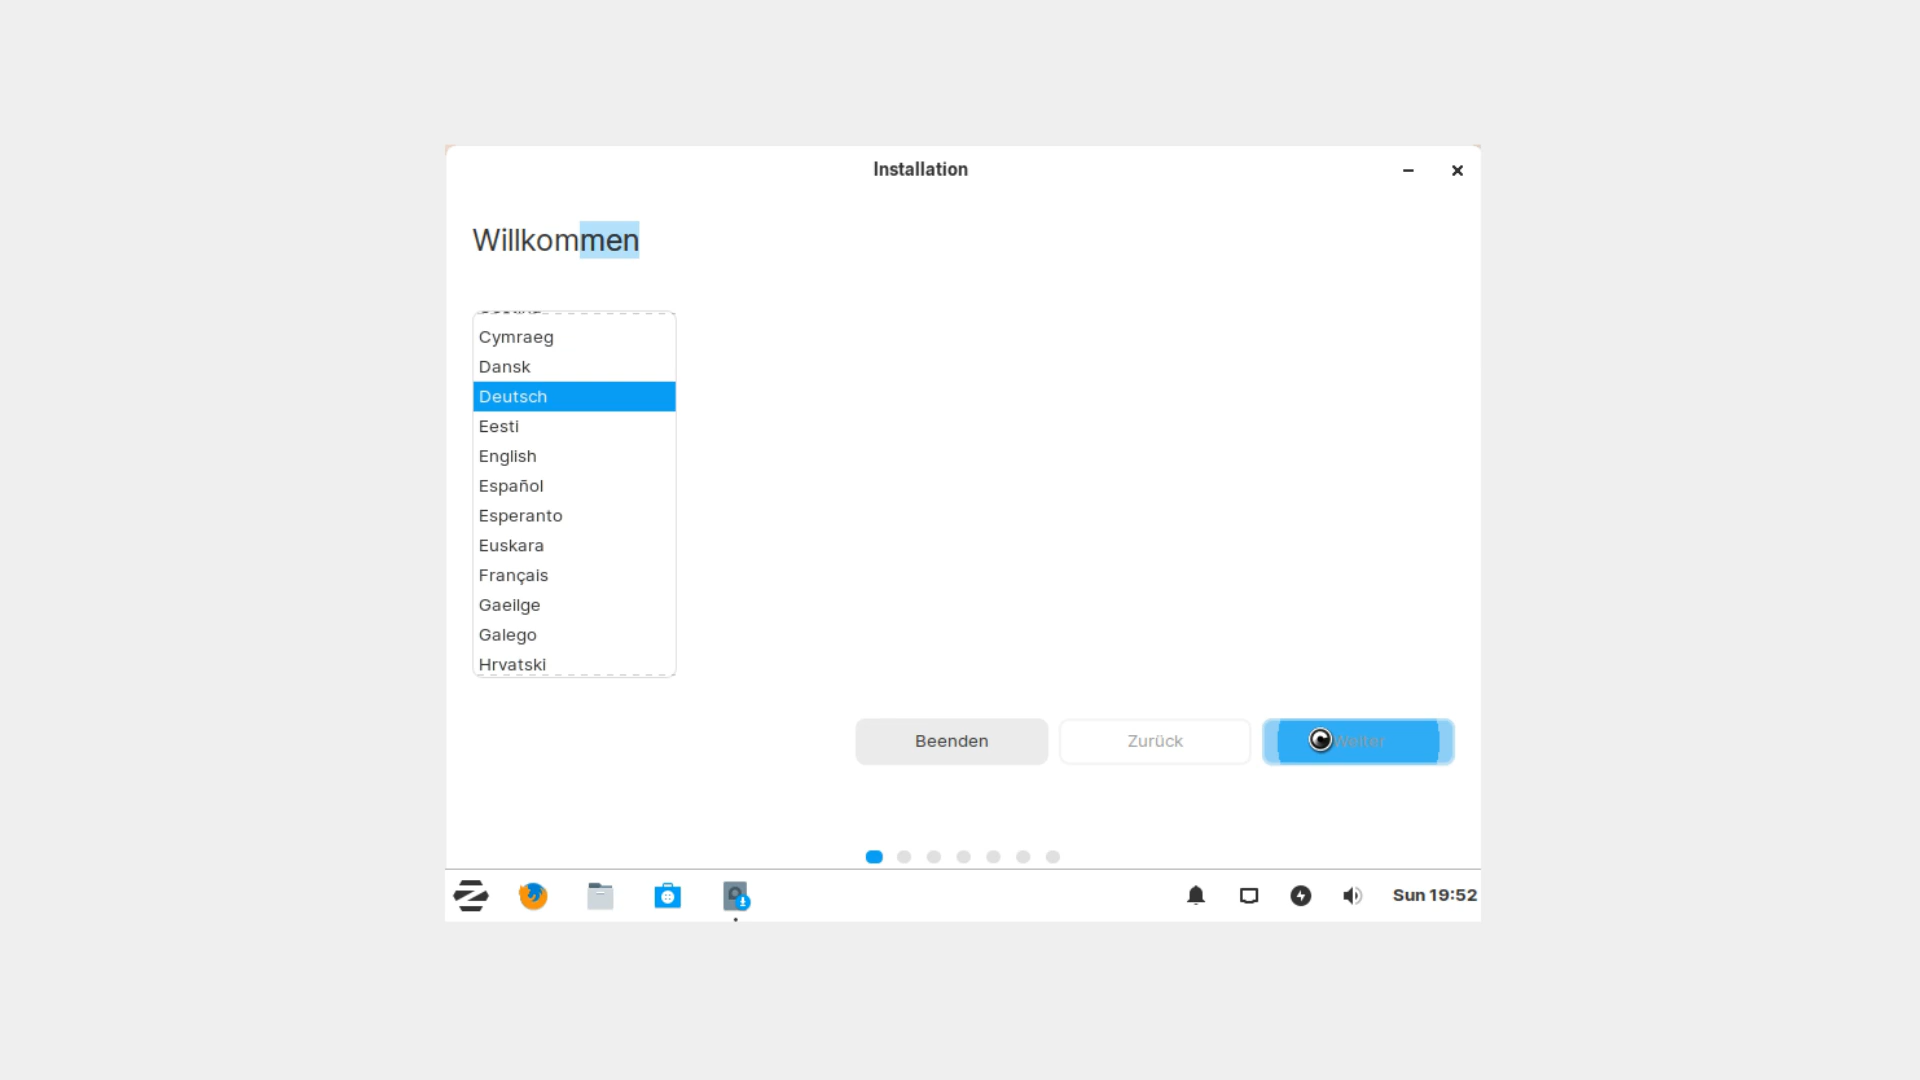 Installation
Willkommen
Cymraeg
Dansk
Deutsch
Eesti
English
Español
Esperanto
Euskara
Français
Gaeilge
Galego
Hrvatski
Beenden
Zurück
Weiter
Sun 19:52